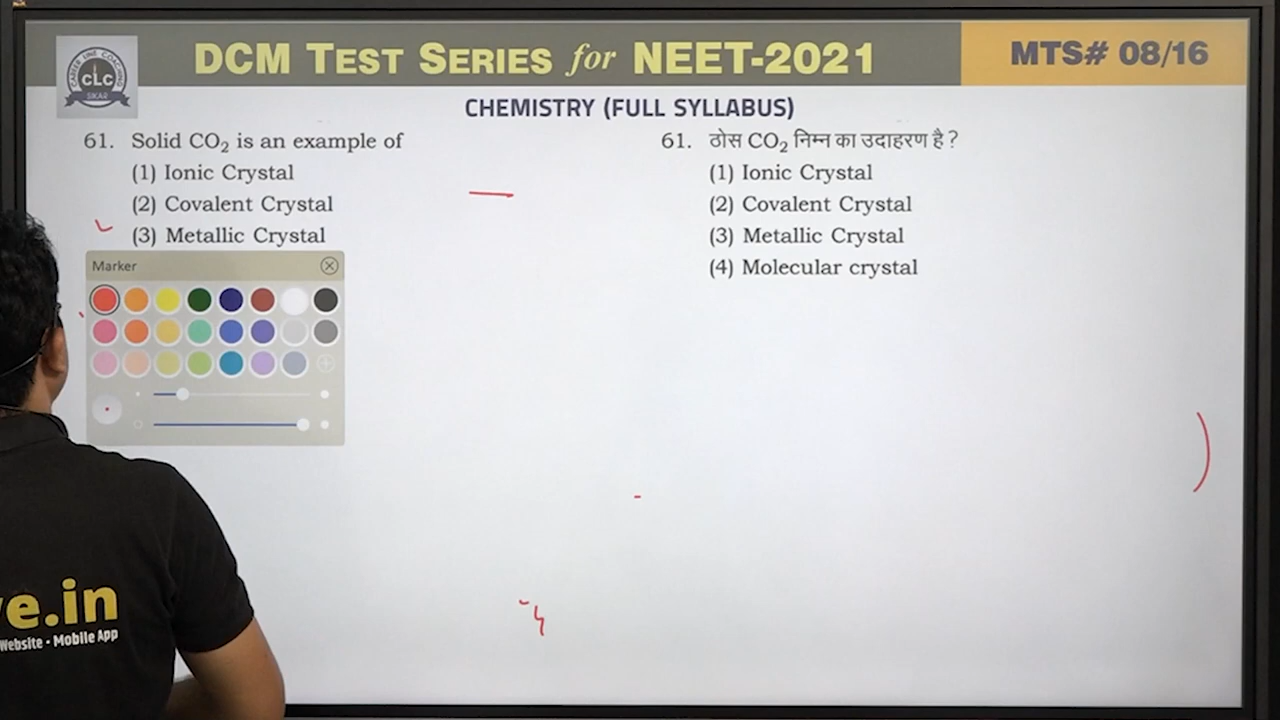 DCM TEST SERIES for NEET-2021
MTS# 08/16
CAREER LINE COACHING
CLC
SIKAR
CHEMISTRY (FULL SYLLABUS)
61. Solid CO₂ is an example of
(1) Ionic Crystal
(2) Covalent Crystal
(3) Metallic Crystal
Marker
61. ठोस CO₂ निम्न का उदाहरण है ?
(1) Ionic Crystal
(2) Covalent Crystal
(3) Metallic Crystal
(4) Molecular crystal
e.in
Website • Mobile App